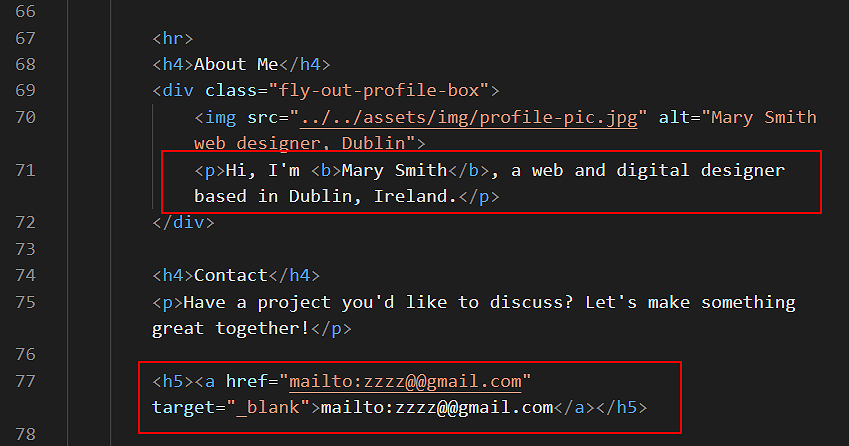 66
67 <hr>
68 <h4>About Me</h4>
69 <div class="fly-out-profile-box">
70 <img src="../../assets/img/profile-pic.jpg" alt="Mary Smith
web designer, Dublin">
71 <p>Hi, I'm <b>Mary Smith</b>, a web and digital designer
based in Dublin, Ireland.</p>
72 </div>
73
74 <h4>Contact</h4>
75 <p>Have a project you'd like to discuss? Let's make something
great together!</p>
76
77 <h5><a href="mailto:zzzz@@gmail.com"
target="_blank">mailto:zzzz@@gmail.com</a></h5>
78